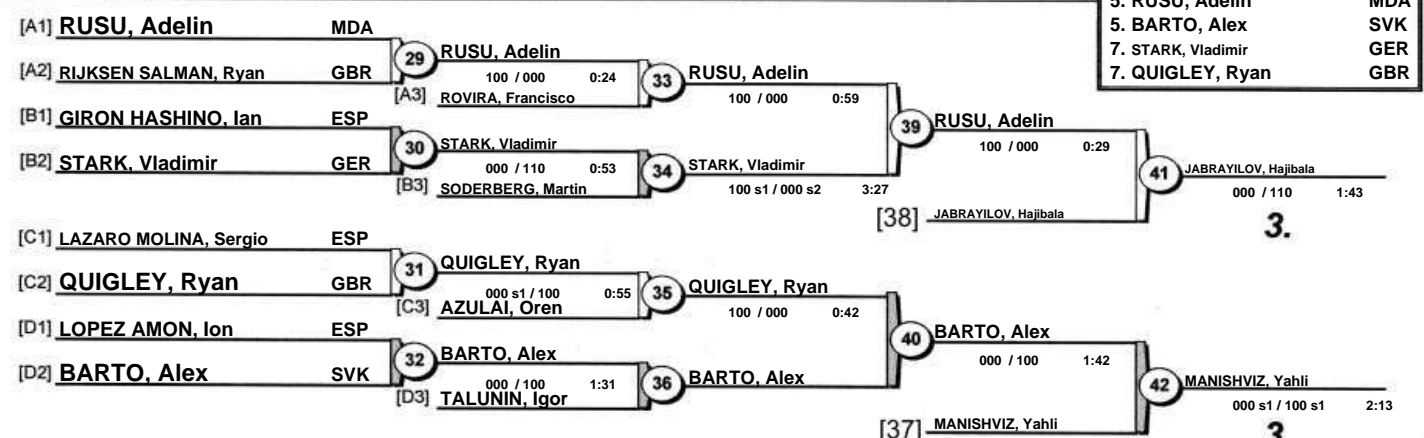 5. RUSU, Adelin MDA
5. BARTO, Alex SVK
7. STARK, Vladimir GER
7. QUIGLEY, Ryan GBR
[A1] RUSU, Adelin MDA
29 RUSU, Adelin
[A2] RIJKSEN SALMAN, Ryan GBR
100 / 000 0:24
33 RUSU, Adelin
[A3] ROVIRA, Francisco
100 / 000 0:59
[B1] GIRON HASHINO, Ian ESP
39 RUSU, Adelin
30 STARK, Vladimir
100 / 000 0:29
[B2] STARK, Vladimir GER
000 / 110 0:53
34 STARK, Vladimir
41 JABRAYILOV, Hajibala
[B3] SODERBERG, Martin
100 s1 / 000 s2 3:27
000 / 110 1:43
[38] JABRAYILOV, Hajibala
3.
[C1] LAZARO MOLINA, Sergio ESP
31 QUIGLEY, Ryan
[C2] QUIGLEY, Ryan GBR
000 s1 / 100 0:55
35 QUIGLEY, Ryan
[C3] AZULAI, Oren
100 / 000 0:42
[D1] LOPEZ AMON, Ion ESP
40 BARTO, Alex
32 BARTO, Alex
000 / 100 1:42
[D2] BARTO, Alex SVK
000 / 100 1:31
36 BARTO, Alex
42 MANISHVIZ, Yahli
[D3] TALUNIN, Igor
000 s1 / 100 s1 2:13
[37] MANISHVIZ, Yahli
3